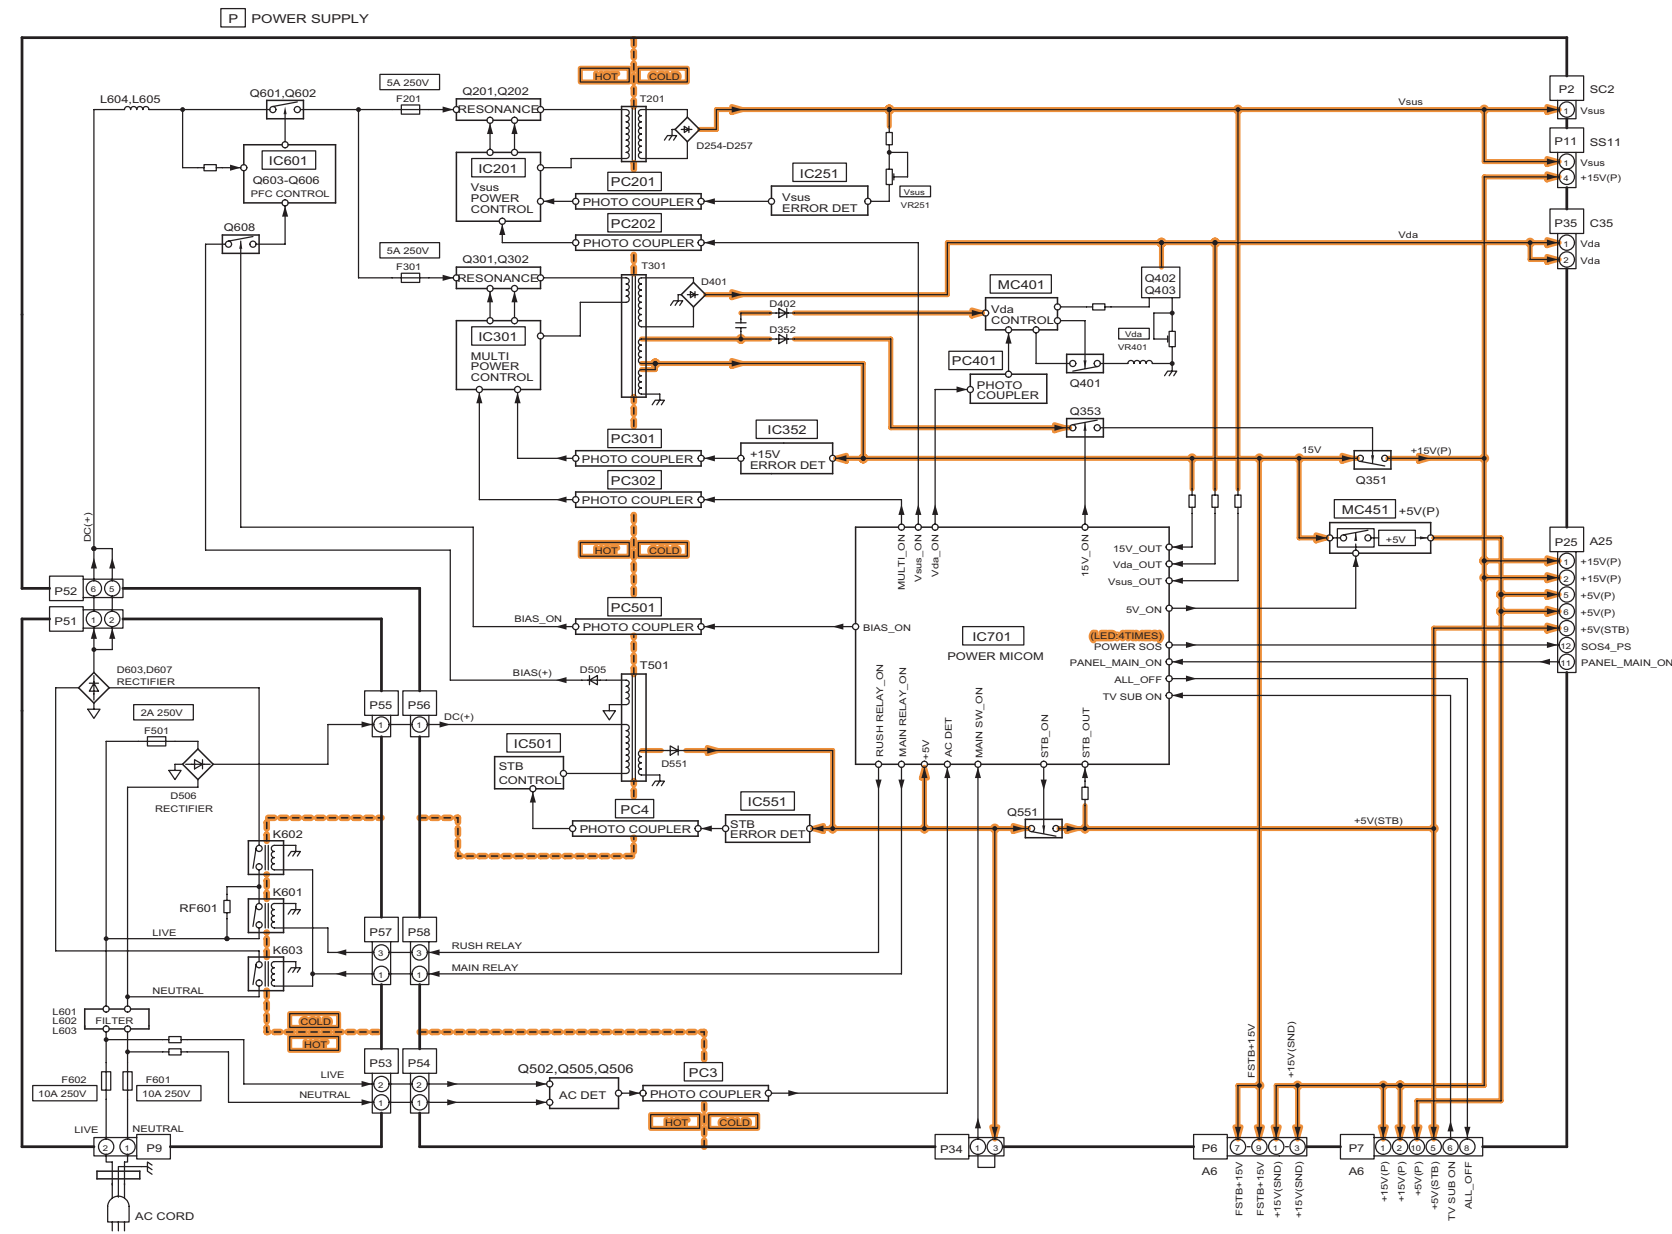 P POWER SUPPLY
HOT COLD
L604,L605
Q601,Q602
5A 250V
F201
Q201,Q202
RESONANCE
T201
D254-D257
Vsus
P2 SC2
1 Vsus
P11 SS11
1 Vsus
4 +15V(P)
IC601
Q603-Q606
PFC CONTROL
IC201
Vsus
POWER
CONTROL
PC201
PHOTO COUPLER
IC251
Vsus
ERROR DET
Vsus
VR251
Q608
PC202
PHOTO COUPLER
Vda
P35 C35
1 Vda
2 Vda
5A 250V
F301
Q301,Q302
RESONANCE
T301
D401
D402
D352
MC401
Vda
CONTROL
Q402
Q403
Vda
VR401
IC301
MULTI
POWER
CONTROL
PC401
PHOTO
COUPLER
Q401
Q353
PC301
PHOTO COUPLER
IC352
+15V
ERROR DET
15V
+15V(P)
Q351
PC302
PHOTO COUPLER
MC451 +5V(P)
+5V
DC(+)
HOT COLD
MULTI_ON
Vsus_ON
Vda_ON
15V_ON
15V_OUT
Vda_OUT
Vsus_OUT
5V_ON
P25 A25
1 +15V(P)
2 +15V(P)
5 +5V(P)
6 +5V(P)
9 +5V(STB)
12 SOS4_PS
11 PANEL_MAIN_ON
P52 6 5
P51 1 2
PC501
BIAS_ON
PHOTO COUPLER
BIAS_ON
IC701
POWER MICOM
(LED:4TIMES)
POWER SOS
PANEL_MAIN_ON
ALL_OFF
TV SUB ON
D603,D607
RECTIFIER
BIAS(+)
D505
T501
2A 250V
F501
P55 P56
1 1
DC(+)
D506
RECTIFIER
IC501
STB
CONTROL
D551
RUSH RELAY_ON
MAIN RELAY_ON
+5V
AC DET
MAIN SW_ON
STB_ON
STB_OUT
PC4
PHOTO COUPLER
IC551
STB
ERROR DET
Q551
+5V(STB)
K602
RF601
K601
LIVE
K603
NEUTRAL
P57 P58
3 3
RUSH RELAY
1 1
MAIN RELAY
L601
L602
L603
FILTER
COLD
HOT
FSTB+15V
+15V(SND)
F602
10A 250V
F601
10A 250V
LIVE
NEUTRAL
P53 P54
2 2
1 1
Q502,Q505,Q506
AC DET
PC3
PHOTO COUPLER
HOT COLD
LIVE
NEUTRAL
2 1 P9
AC CORD
P34 1 3
P6 7 9 1 3
A6
FSTB+15V
FSTB+15V
+15V(SND)
+15V(SND)
P7 1 2 10 5 6 8
A6
+15V(P)
+15V(P)
+5V(P)
+5V(STB)
TV SUB ON
ALL_OFF